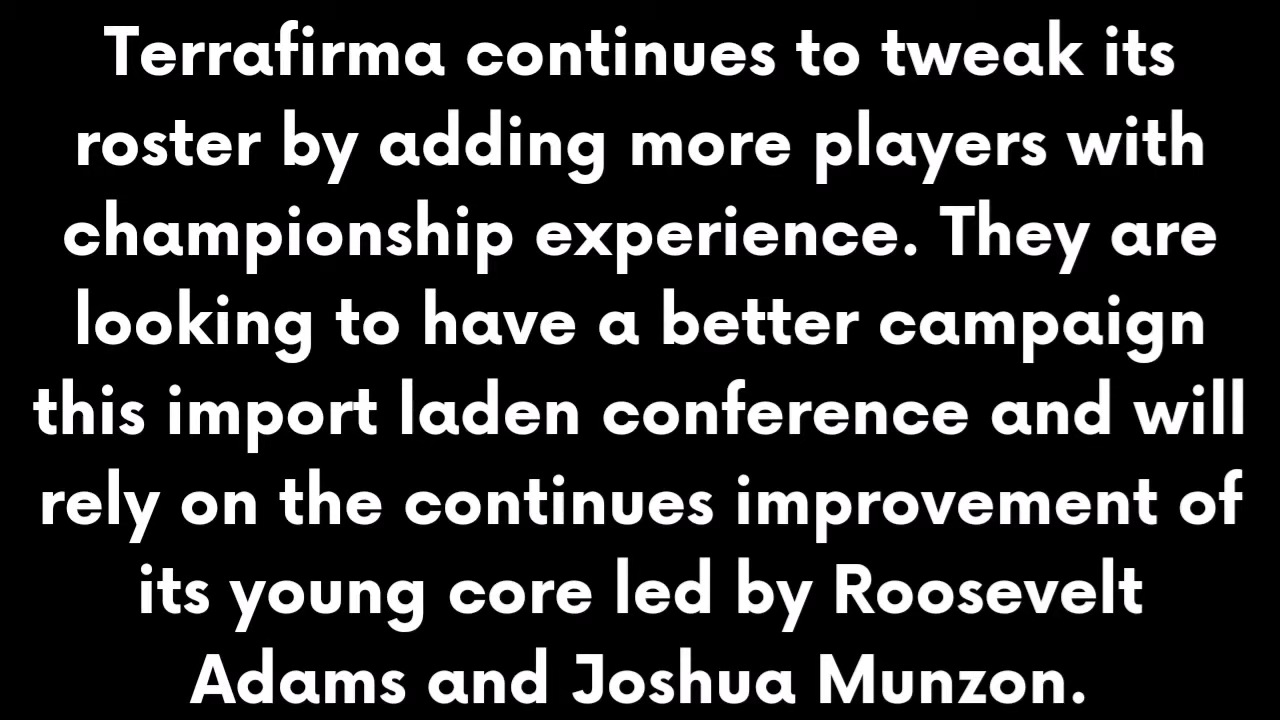 Terrafirma continues to tweak its
roster by adding more players with
championship experience. They are
looking to have a better campaign
this import laden conference and will
rely on the continues improvement of
its young core led by Roosevelt
Adams and Joshua Munzon.